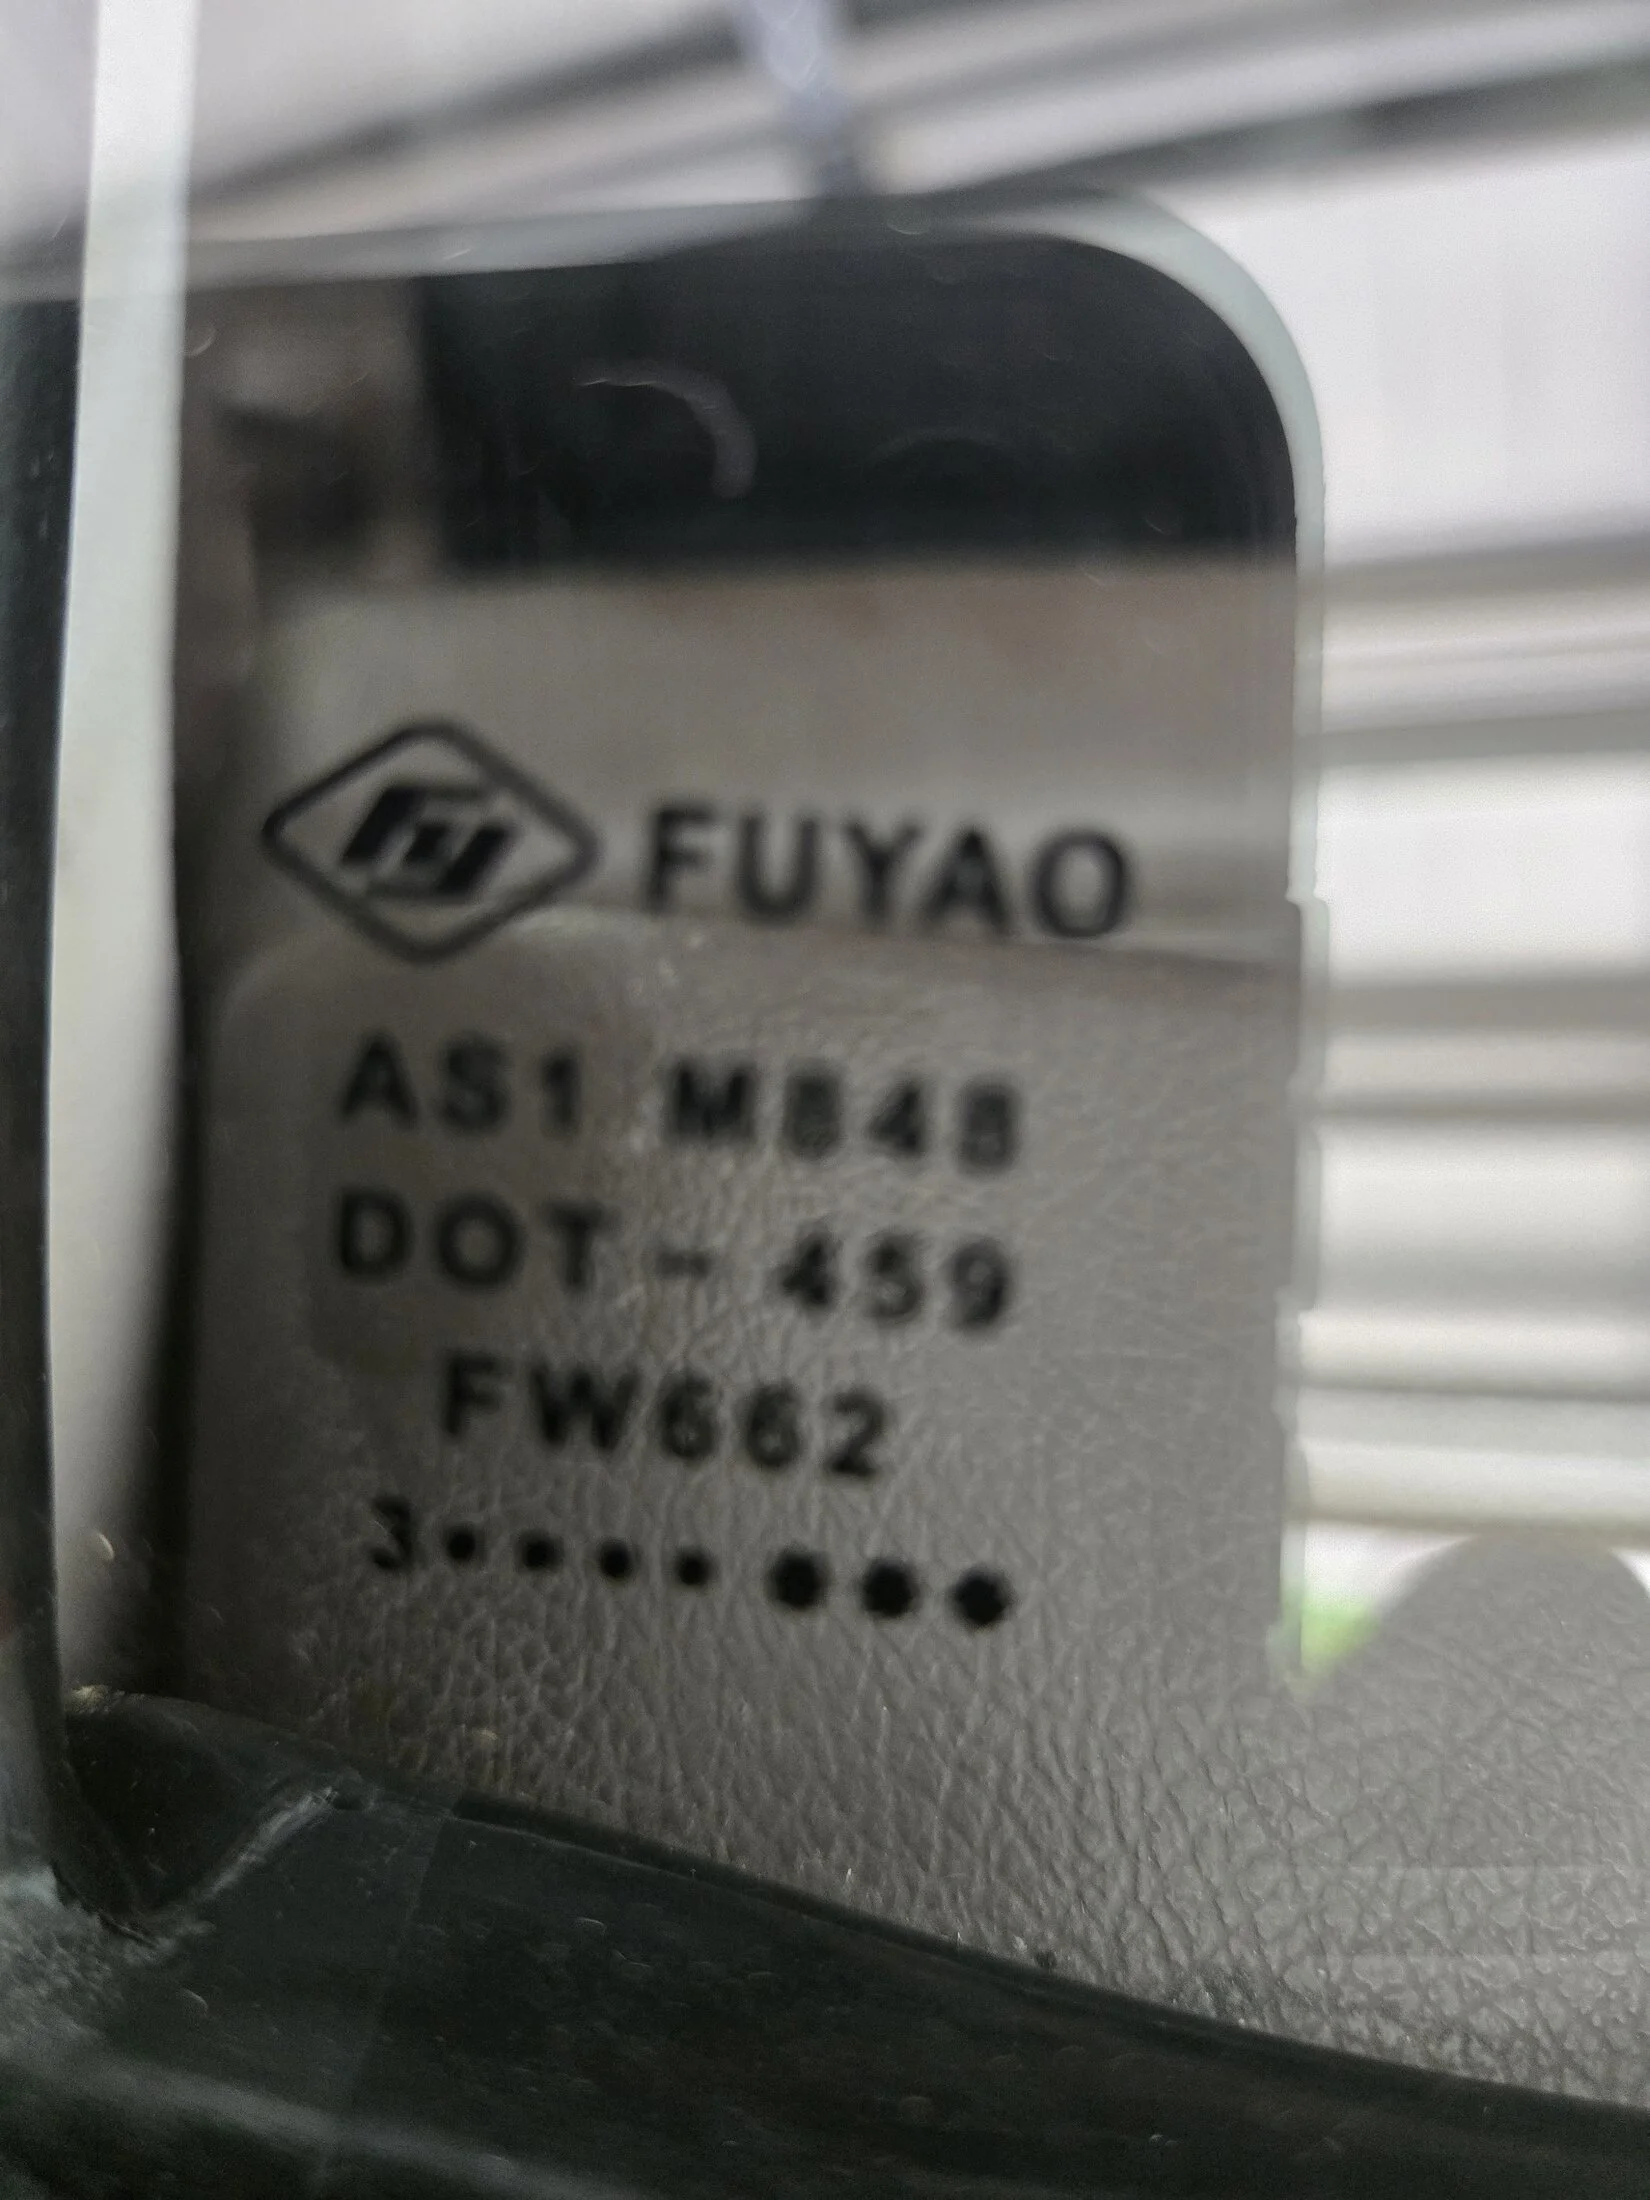 FUYAO
AS1 M848
DOT - 459
FW662
3•••• ●●●